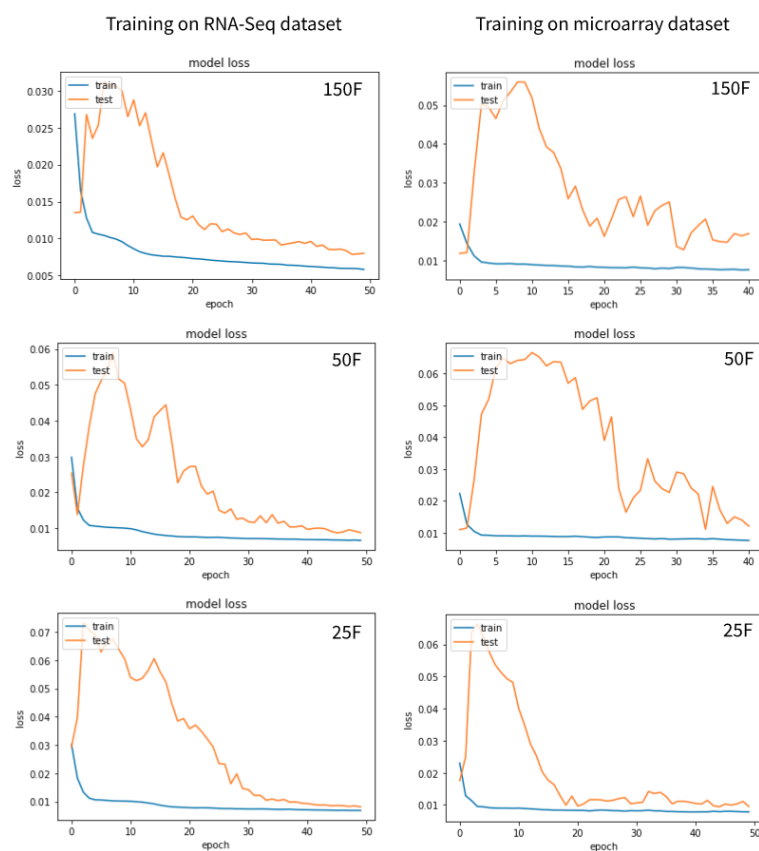 Training on RNA-Seq dataset
Training on microarray dataset
model loss
train
test
150F
0.030
0.025
0.020
0.015
0.010
0.005
loss
0 10 20 30 40 50
epoch
model loss
train
test
150F
0.05
0.04
0.03
0.02
0.01
loss
0 5 10 15 20 25 30 35 40
epoch
model loss
train
test
50F
0.06
0.05
0.04
0.03
0.02
0.01
loss
0 10 20 30 40 50
epoch
model loss
train
test
50F
0.06
0.05
0.04
0.03
0.02
0.01
loss
0 5 10 15 20 25 30 35 40
epoch
model loss
train
test
25F
0.07
0.06
0.05
0.04
0.03
0.02
0.01
loss
0 10 20 30 40 50
epoch
model loss
train
test
25F
0.06
0.05
0.04
0.03
0.02
0.01
loss
0 10 20 30 40 50
epoch